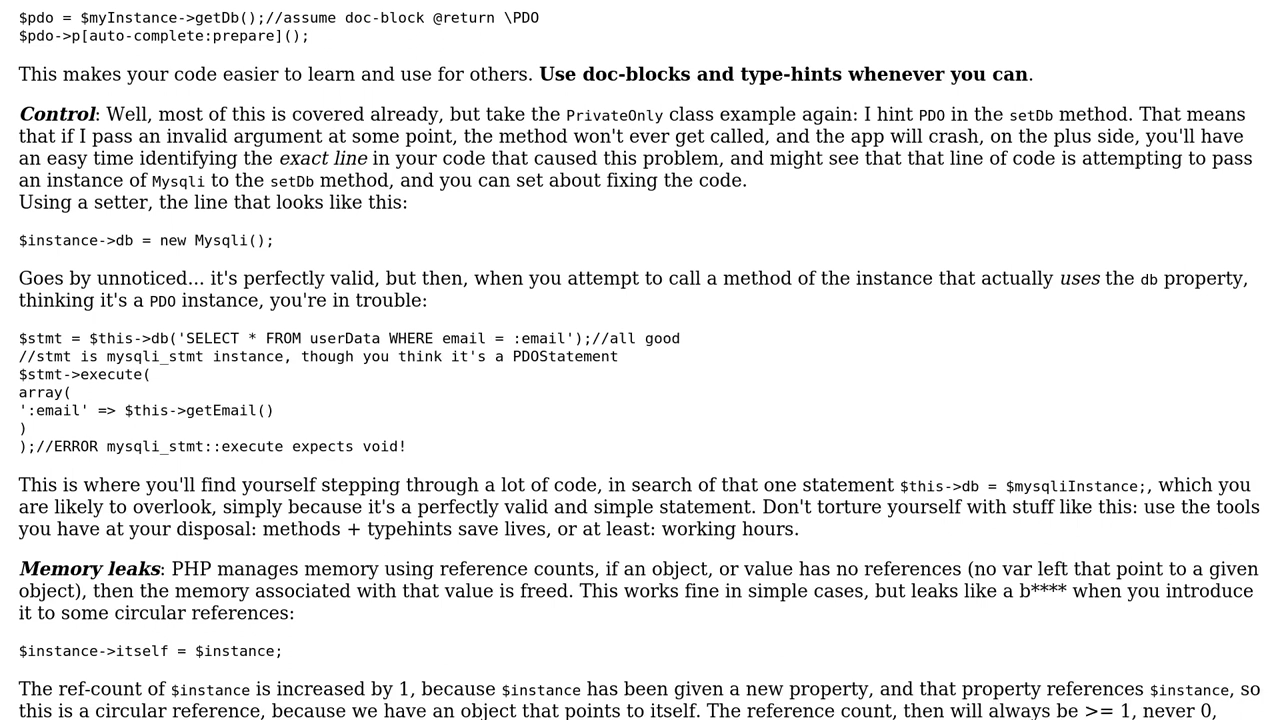 $pdo = $myInstance->getDb();//assume doc-block @return \PDO
$pdo->p[auto-complete:prepare]();
This makes your code easier to learn and use for others. Use doc-blocks and type-hints whenever you can.
Control: Well, most of this is covered already, but take the PrivateOnly class example again: I hint PDO in the setDb method. That means
that if I pass an invalid argument at some point, the method won't ever get called, and the app will crash, on the plus side, you'll have
an easy time identifying the exact line in your code that caused this problem, and might see that that line of code is attempting to pass
an instance of Mysqli to the setDb method, and you can set about fixing the code.
Using a setter, the line that looks like this:
$instance->db = new Mysqli();
Goes by unnoticed... it's perfectly valid, but then, when you attempt to call a method of the instance that actually uses the db property,
thinking it's a PDO instance, you're in trouble:
$stmt = $this->db('SELECT * FROM userData WHERE email = :email');//all good
//stmt is mysqli_stmt instance, though you think it's a PDOStatement
$stmt->execute(
array(
':email' => $this->getEmail()
)
);//ERROR mysqli_stmt::execute expects void!
This is where you'll find yourself stepping through a lot of code, in search of that one statement $this->db = $mysqliInstance;, which you
are likely to overlook, simply because it's a perfectly valid and simple statement. Don't torture yourself with stuff like this: use the tools
you have at your disposal: methods + typehints save lives, or at least: working hours.
Memory leaks: PHP manages memory using reference counts, if an object, or value has no references (no var left that point to a given
object), then the memory associated with that value is freed. This works fine in simple cases, but leaks like a b**** when you introduce
it to some circular references:
$instance->itself = $instance;
The ref-count of $instance is increased by 1, because $instance has been given a new property, and that property references $instance, so
this is a circular reference, because we have an object that points to itself. The reference count, then will always be >= 1, never 0,